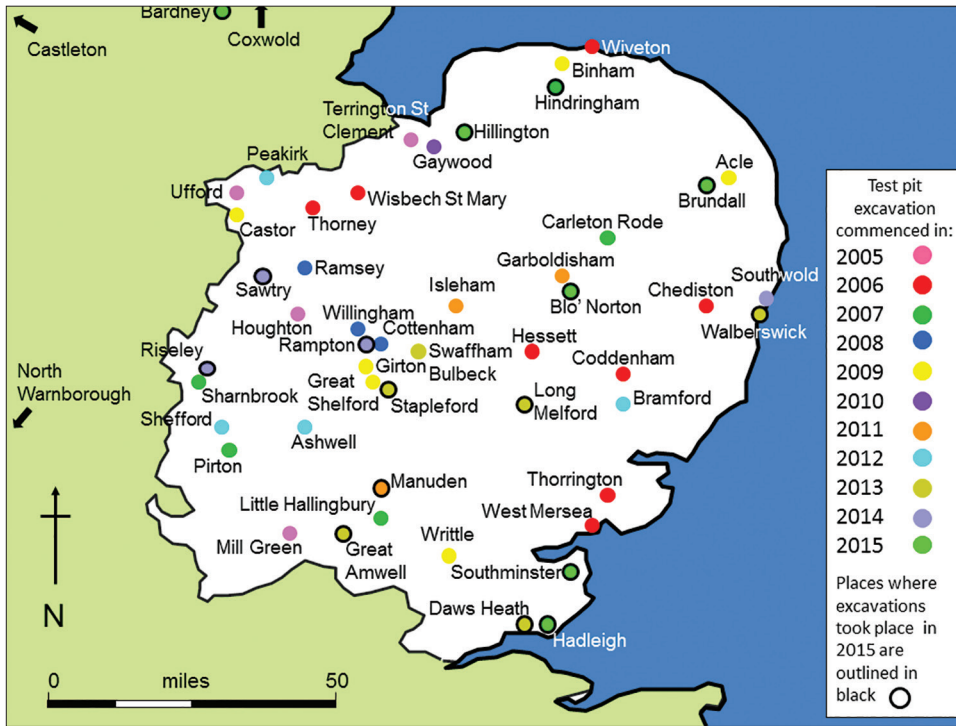 Bardney
Castleton
Coxwold
Wiveton
Binham
Hindringham
Terrington St
Clement
Hillington
Gaywood
Peakirk
Acle
Brundall
Ufford
Wisbech St Mary
Castor
Thorney
Carleton Rode
Ramsey
Garboldisham
Sawtry
Isleham
Blo' Norton
Chediston
Southwold
Houghton
Willingham
Walberswick
Cottenham
Rampton
Hessett
Swaffham
Bulbeck
Riseley
Girton
Coddenham
North
Warnborough
Sharnbrook
Great
Shelford
Stapleford
Long
Melford
Bramford
Shefford
Ashwell
Pirton
Manuden
Thorrington
Little Hallingbury
West Mersea
Mill Green
Great
Amwell
Writtle
Southminster
Daws Heath
Hadleigh
N
0 miles 50
Test pit
excavation
commenced in:
2005
2006
2007
2008
2009
2010
2011
2012
2013
2014
2015
Places where
excavations
took place in
2015 are
outlined in
black